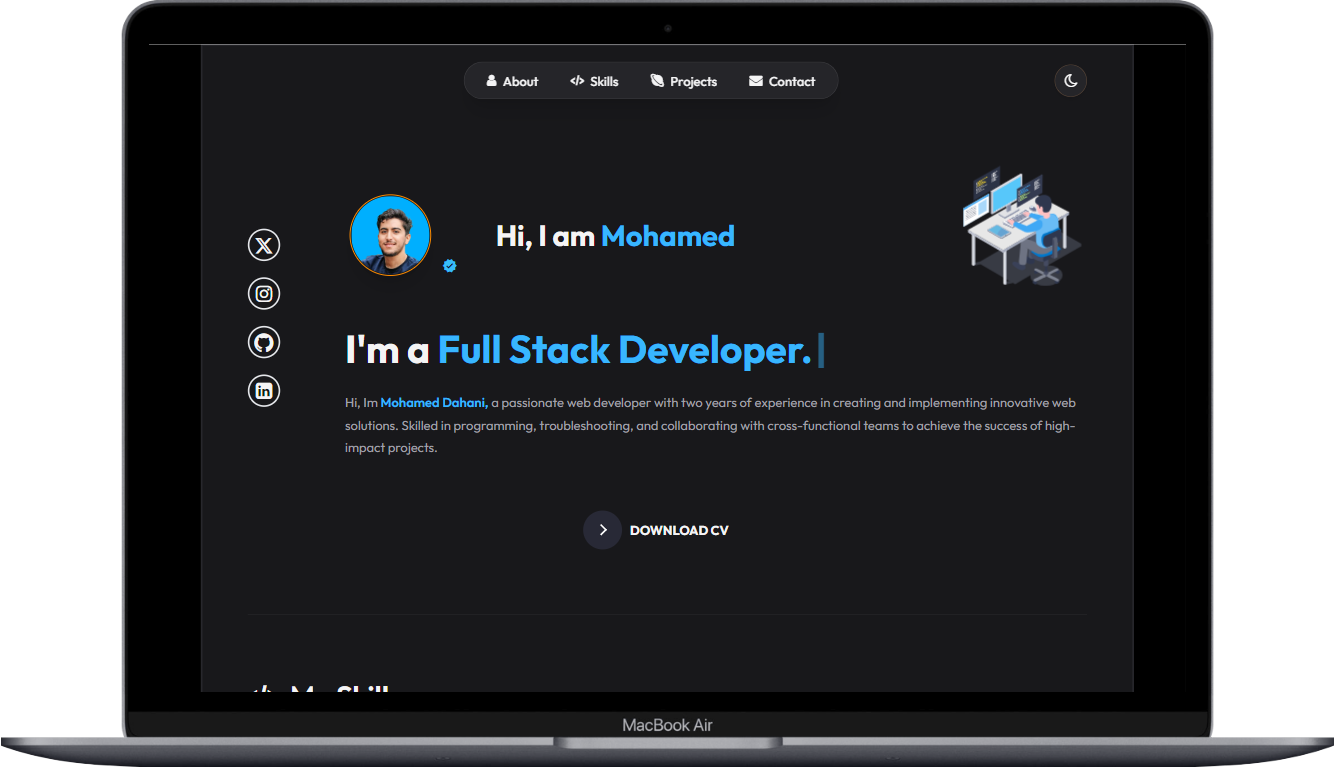 About Skills Projects Contact
Hi, I am Mohamed
I'm a Full Stack Developer.
Hi, Im Mohamed Dahani, a passionate web developer with two years of experience in creating and implementing innovative web
solutions. Skilled in programming, troubleshooting, and collaborating with cross-functional teams to achieve the success of high-
impact projects.
DOWNLOAD CV
MacBook Air